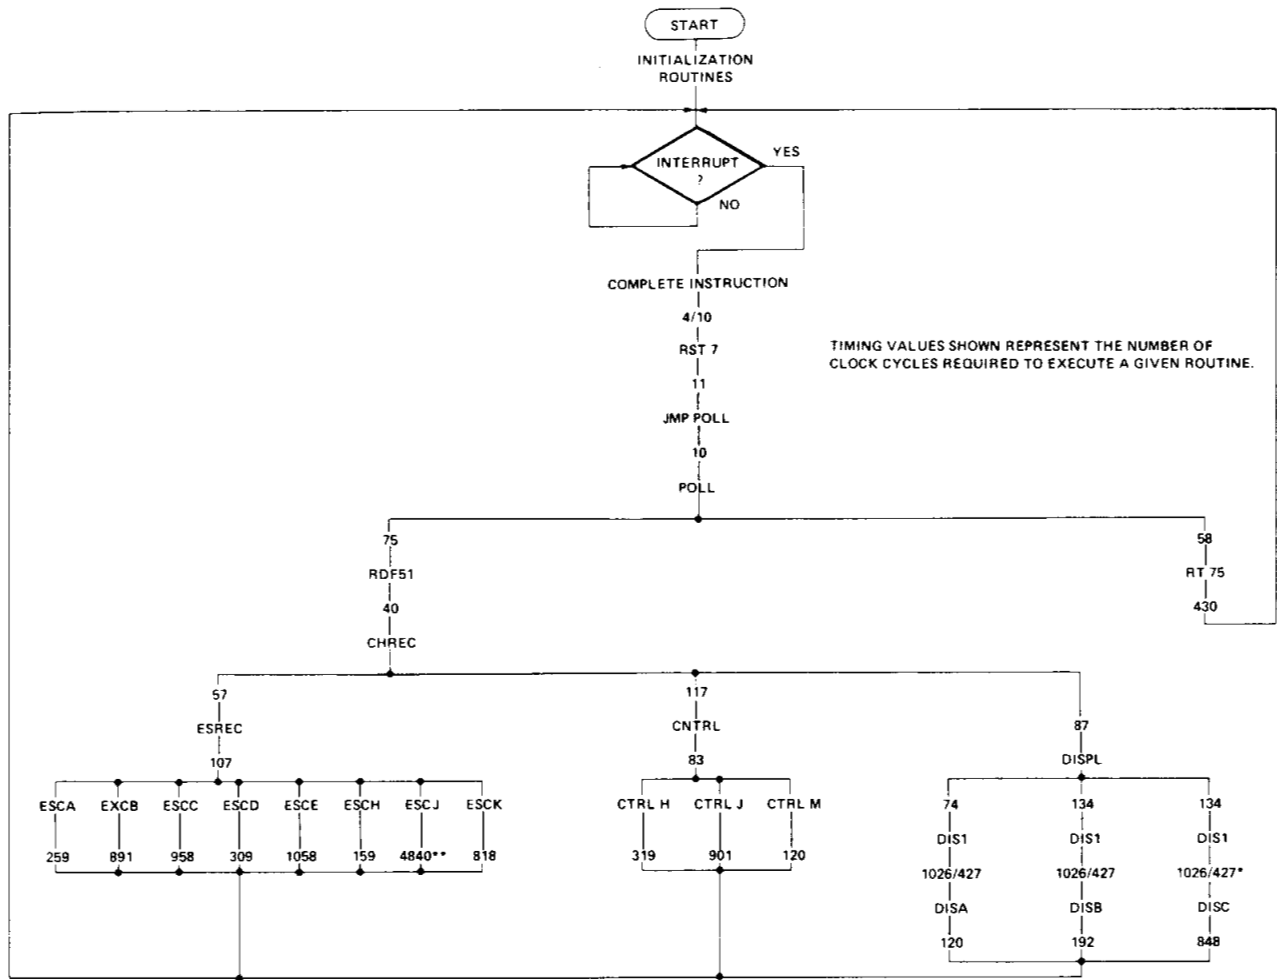 START
INITIALIZATION
ROUTINES
INTERRUPT
?
YES
NO
COMPLETE INSTRUCTION
4/10
RST 7
11
TIMING VALUES SHOWN REPRESENT THE NUMBER OF
CLOCK CYCLES REQUIRED TO EXECUTE A GIVEN ROUTINE.
JMP POLL
10
POLL
75 58
RDF51 RT 75
40 430
CHREC
57 117 87
ESREC CNTRL DISPL
107 83
ESCA EXCB ESCC ESCD ESCE ESCH ESCJ ESCK CTRL H CTRL J CTRL M 74 134 134
DIS1 DIS1 DIS1
259 891 958 309 1058 159 4840** 818 319 901 120
1026/427 1026/427 1026/427*
DISA DISB DISC
120 192 848